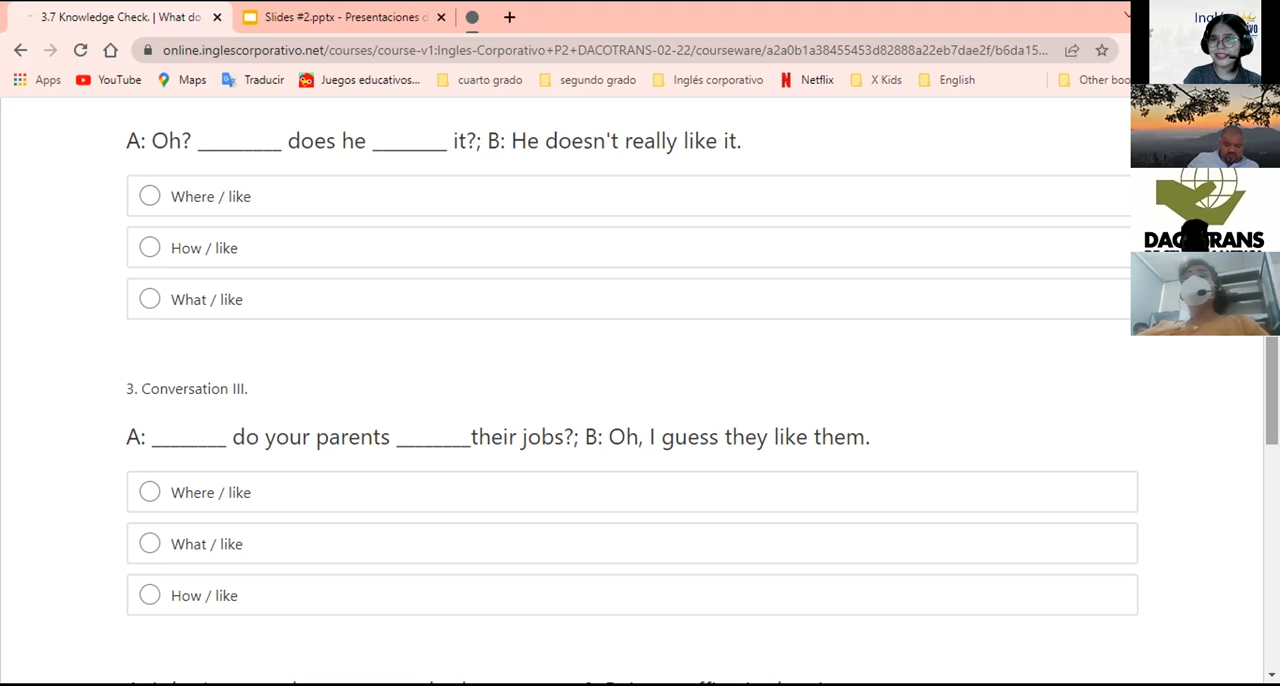 3.7 Knowledge Check. | What do
Slides #2.pptx - Presentaciones d
online.inglescorporativo.net/courses/course-v1:Ingles-Corporativo+P2+DACOTRANS-02-22/courseware/a2a0b1a38455453d82888a22eb7dae2f/b6da15...
Apps YouTube Maps Traducir Juegos educativos... cuarto grado segundo grado Inglés corporativo Netflix X Kids English Other boo
A: Oh? _________ does he ________ it?; B: He doesn't really like it.
Where / like
How / like
What / like
3. Conversation III.
A: ________ do your parents ________their jobs?; B: Oh, I guess they like them.
Where / like
What / like
How / like